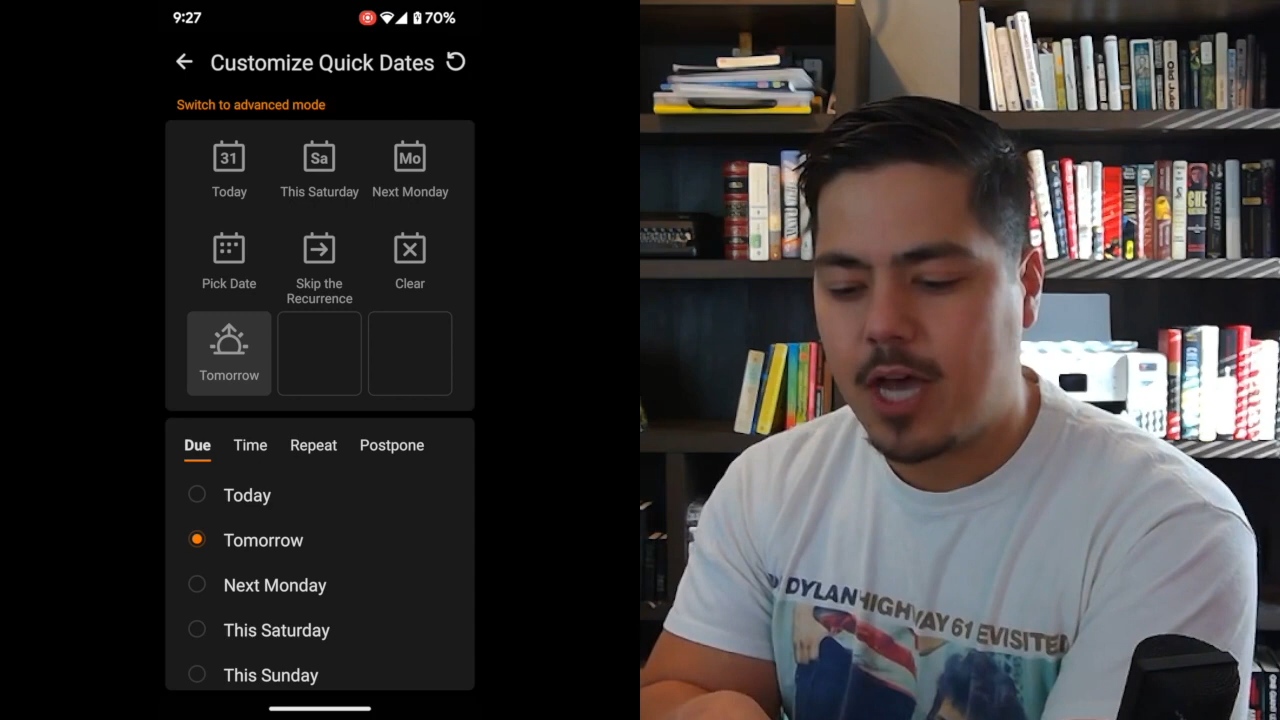 9:27
70%
Customize Quick Dates
Switch to advanced mode
31
Sa
Mo
Today
This Saturday
Next Monday
Pick Date
Skip the
Recurrence
Clear
Tomorrow
Due
Time
Repeat
Postpone
Today
Tomorrow
Next Monday
This Saturday
This Sunday
DYLAN HIGHWAY 61 REVISITED
CHE